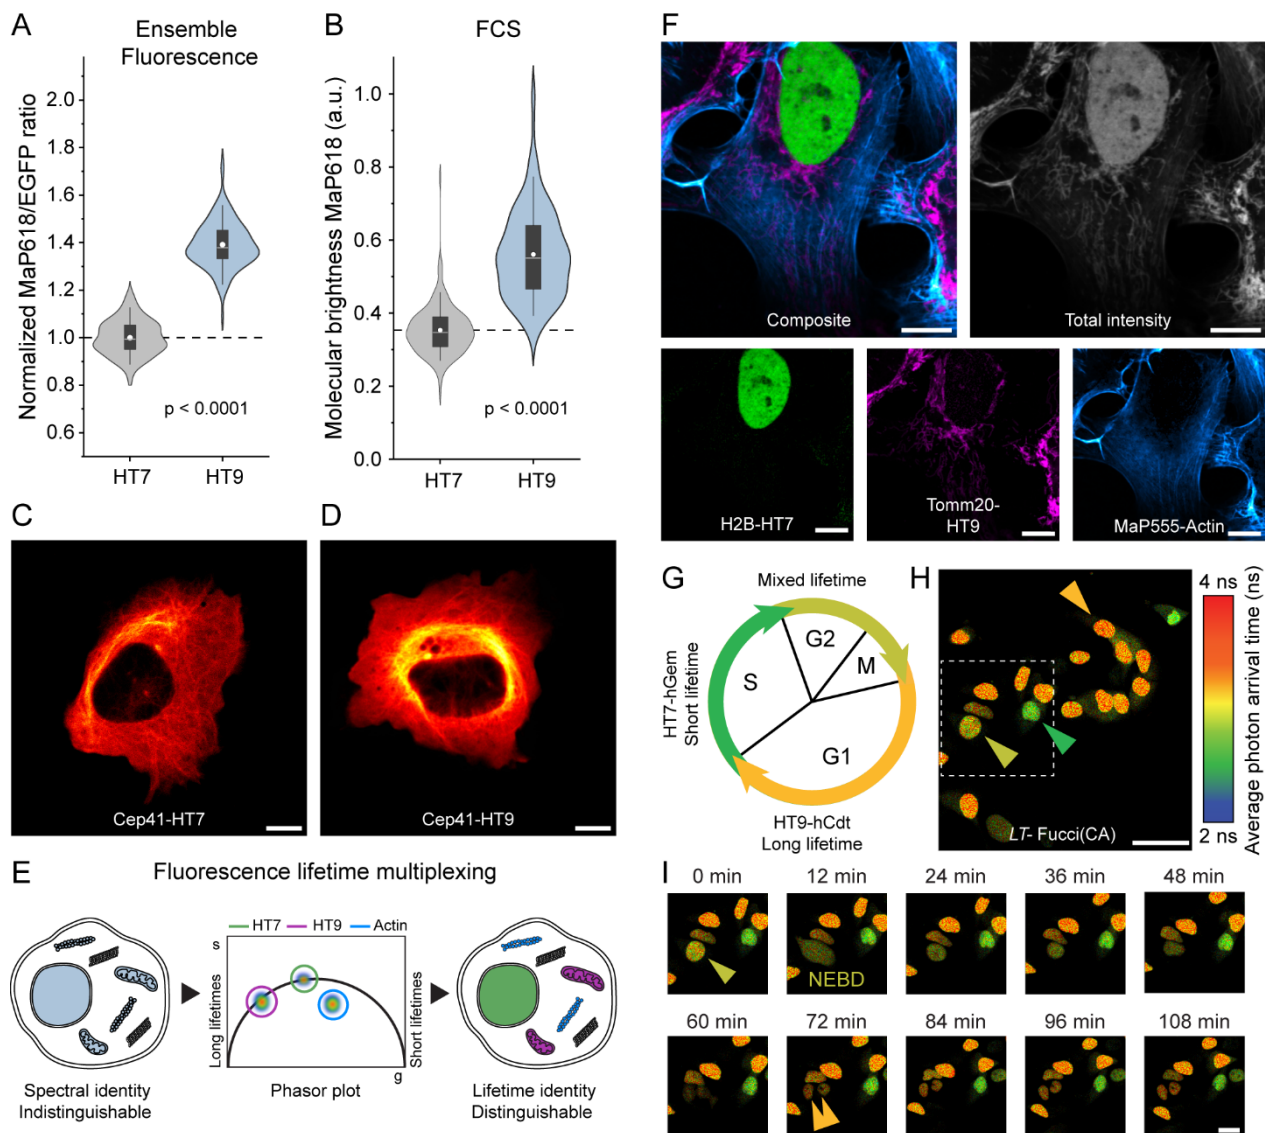 A
Ensemble
Fluorescence
Normalized MaP618/EGFP ratio
2.0
1.8
1.6
1.4
1.2
1.0
0.8
0.6
p < 0.0001
HT7
HT9
B
FCS
Molecular brightness MaP618 (a.u.)
1.0
0.8
0.6
0.4
0.2
0.0
p < 0.0001
HT7
HT9
C
Cep41-HT7
D
Cep41-HT9
E
Fluorescence lifetime multiplexing
HT7
HT9
Actin
s
Long lifetimes
Short lifetimes
g
Spectral identity
Indistinguishable
Phasor plot
Lifetime identity
Distinguishable
F
Composite
Total intensity
H2B-HT7
Tomm20-
HT9
MaP555-Actin
G
Mixed lifetime
HT7-hGem
Short lifetime
G2
M
S
G1
HT9-hCdt
Long lifetime
H
LT- Fucci(CA)
4 ns
2 ns
Average photon arrival time (ns)
I
0 min
12 min
24 min
36 min
48 min
NEBD
60 min
72 min
84 min
96 min
108 min